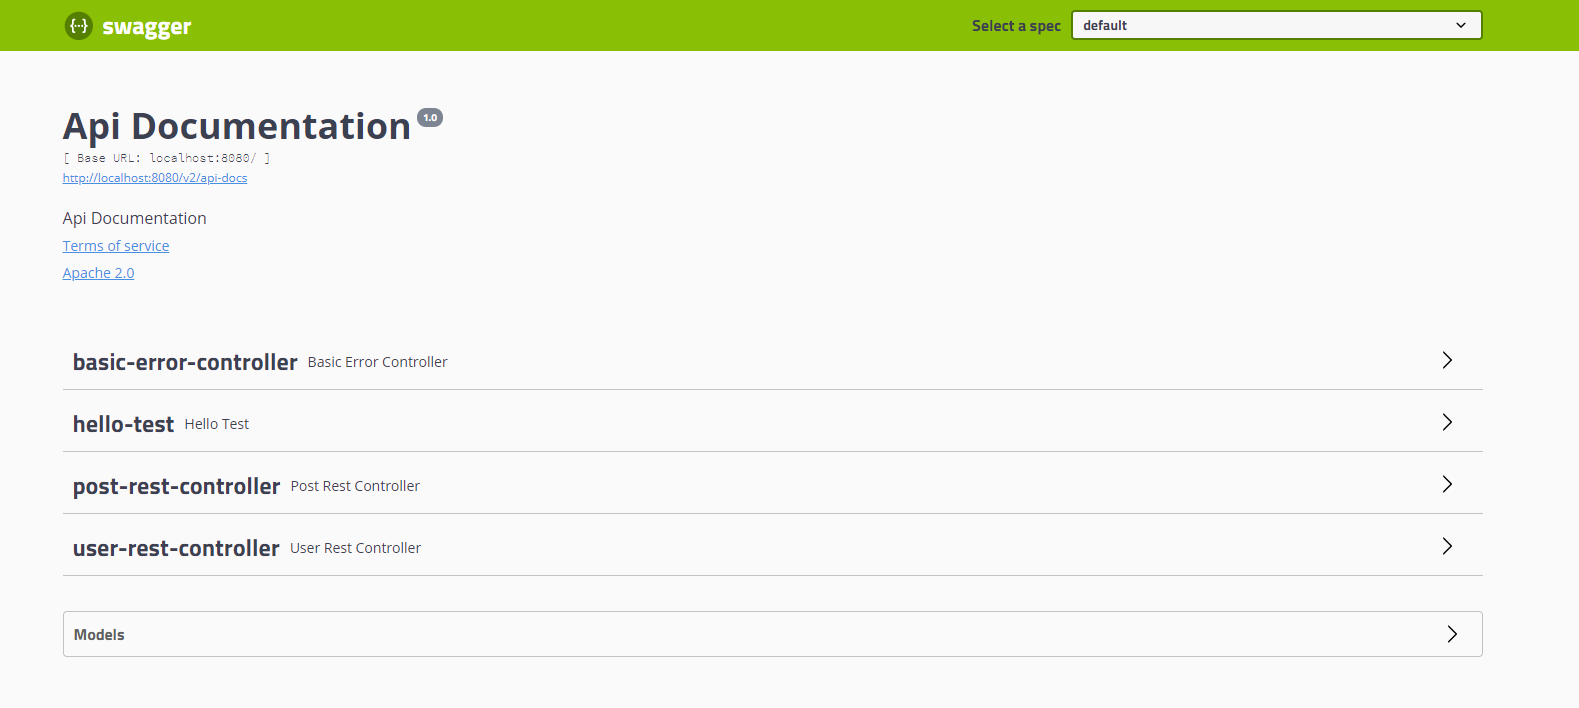 {···} swagger
Select a spec default
Api Documentation 1.0
[ Base URL: localhost:8080/ ]
http://localhost:8080/v2/api-docs
Api Documentation
Terms of service
Apache 2.0
basic-error-controller Basic Error Controller
hello-test Hello Test
post-rest-controller Post Rest Controller
user-rest-controller User Rest Controller
Models